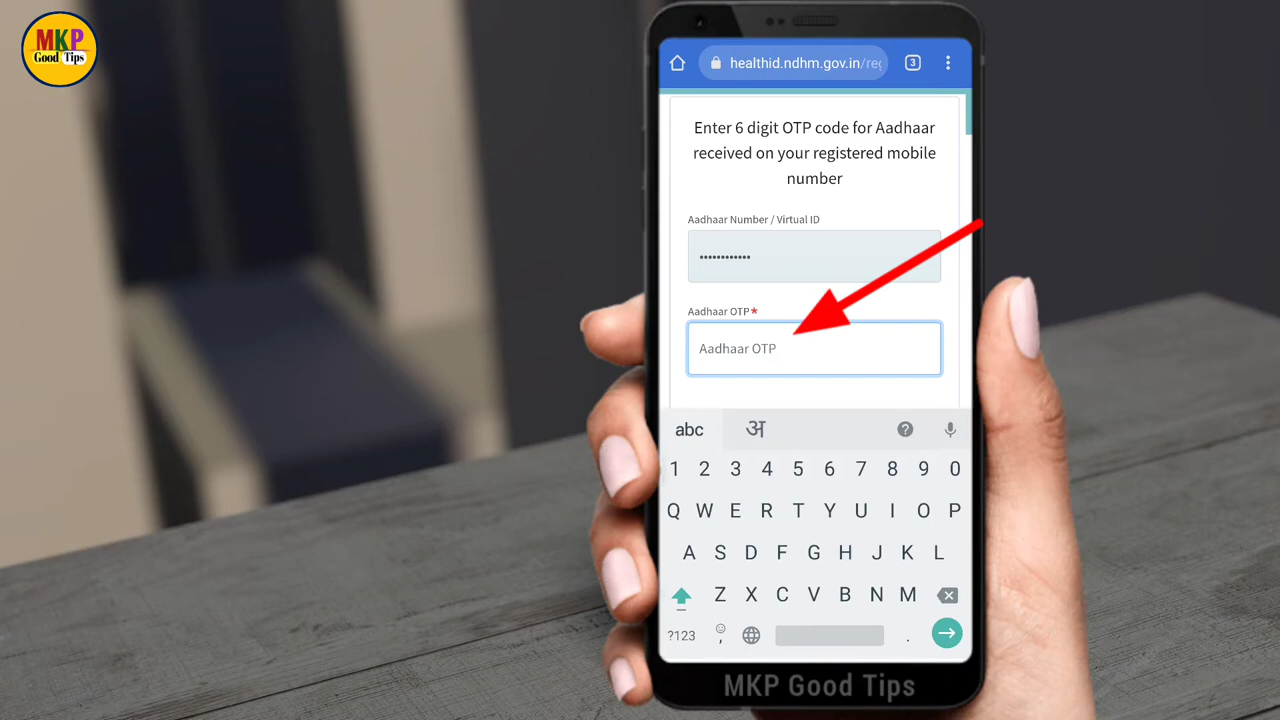 MKP
Good Tips
healthid.ndhm.gov.in/reg
3
Enter 6 digit OTP code for Aadhaar
received on your registered mobile
number
Aadhaar Number / Virtual ID
••••••••••••
Aadhaar OTP*
Aadhaar OTP
abc अ ?
1 2 3 4 5 6 7 8 9 0
Q W E R T Y U I O P
A S D F G H J K L
Z X C V B N M
?123 , .
MKP Good Tips